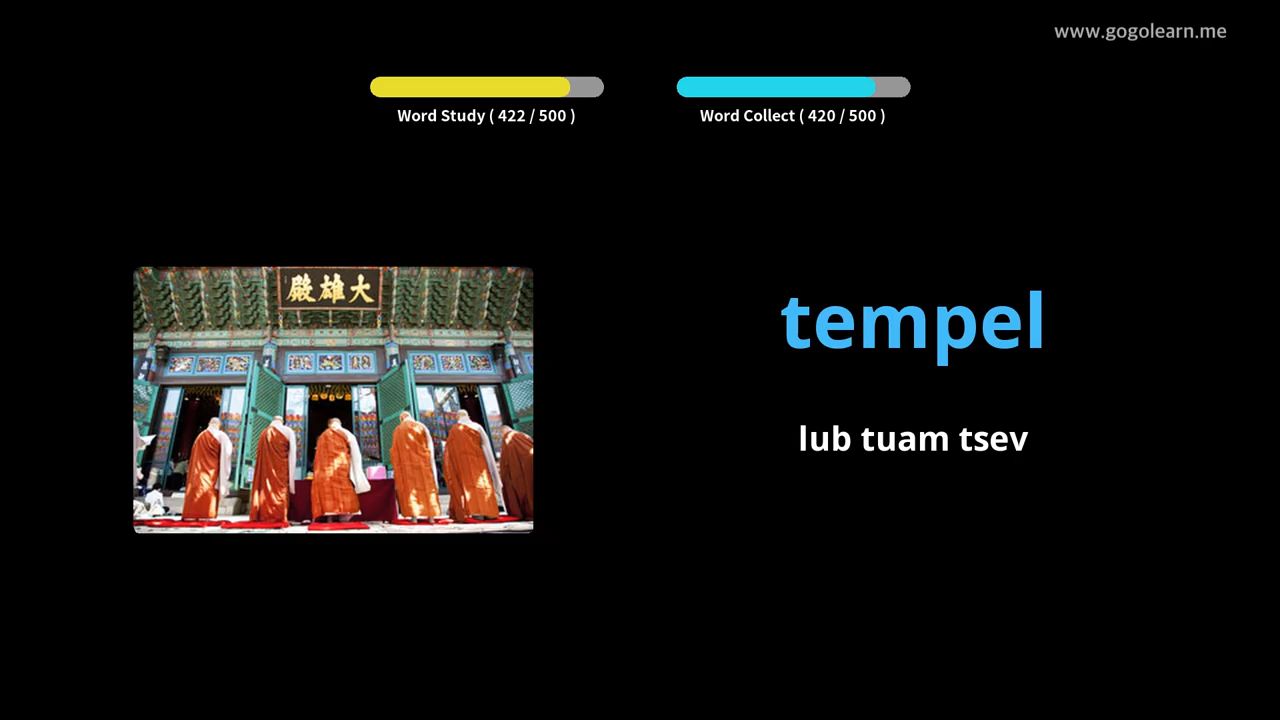 www.gogolearn.me
Word Study ( 422 / 500 )
Word Collect ( 420 / 500 )
殿雄大
tempel
lub tuam tsev